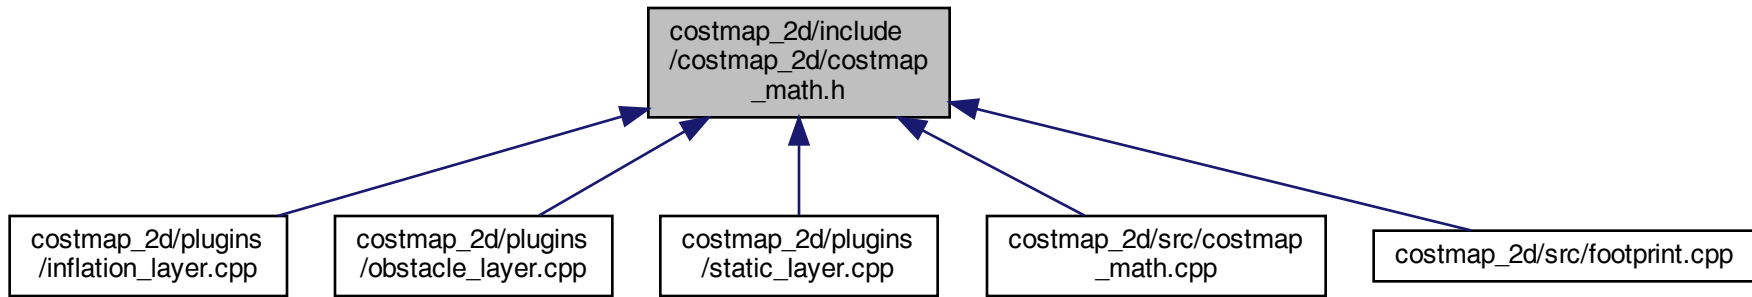 costmap_2d/include
/costmap_2d/costmap
_math.h
costmap_2d/plugins
/inflation_layer.cpp
costmap_2d/plugins
/obstacle_layer.cpp
costmap_2d/plugins
/static_layer.cpp
costmap_2d/src/costmap
_math.cpp
costmap_2d/src/footprint.cpp